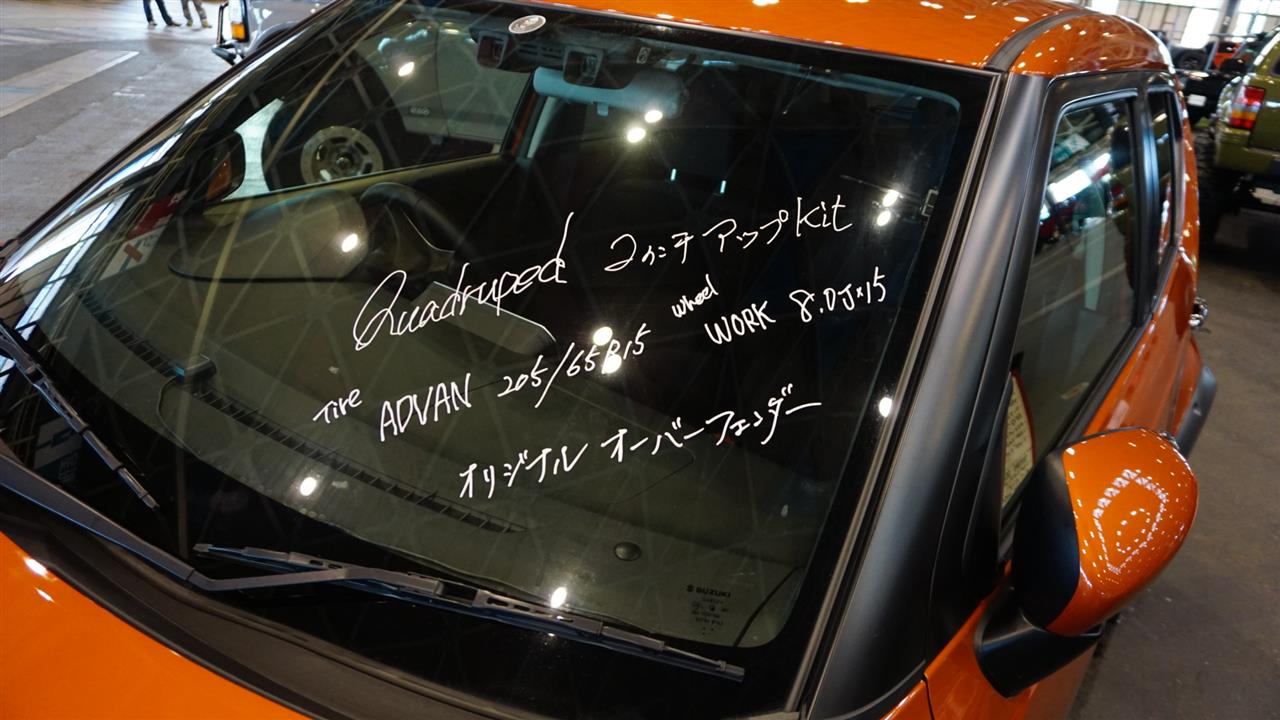 Quadruped 2インチアップKit
Tire ADVAN 205/65R15 wheel WORK 8.0J×15
オリジナル オーバーフェンダー
SUZUKI